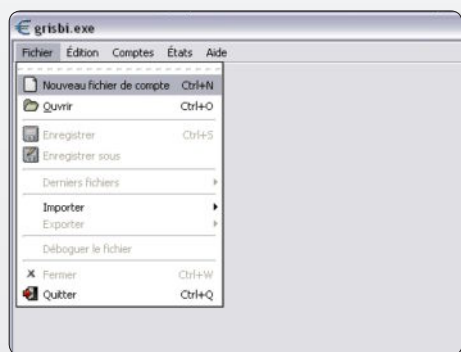 grisbi.exe
Fichier Édition Comptes États Aide
Nouveau fichier de compte Ctrl+N
Ouvrir Ctrl+O
Enregistrer Ctrl+S
Enregistrer sous
Derniers fichiers
Importer
Exporter
Déboguer le fichier
Fermer Ctrl+W
Quitter Ctrl+Q